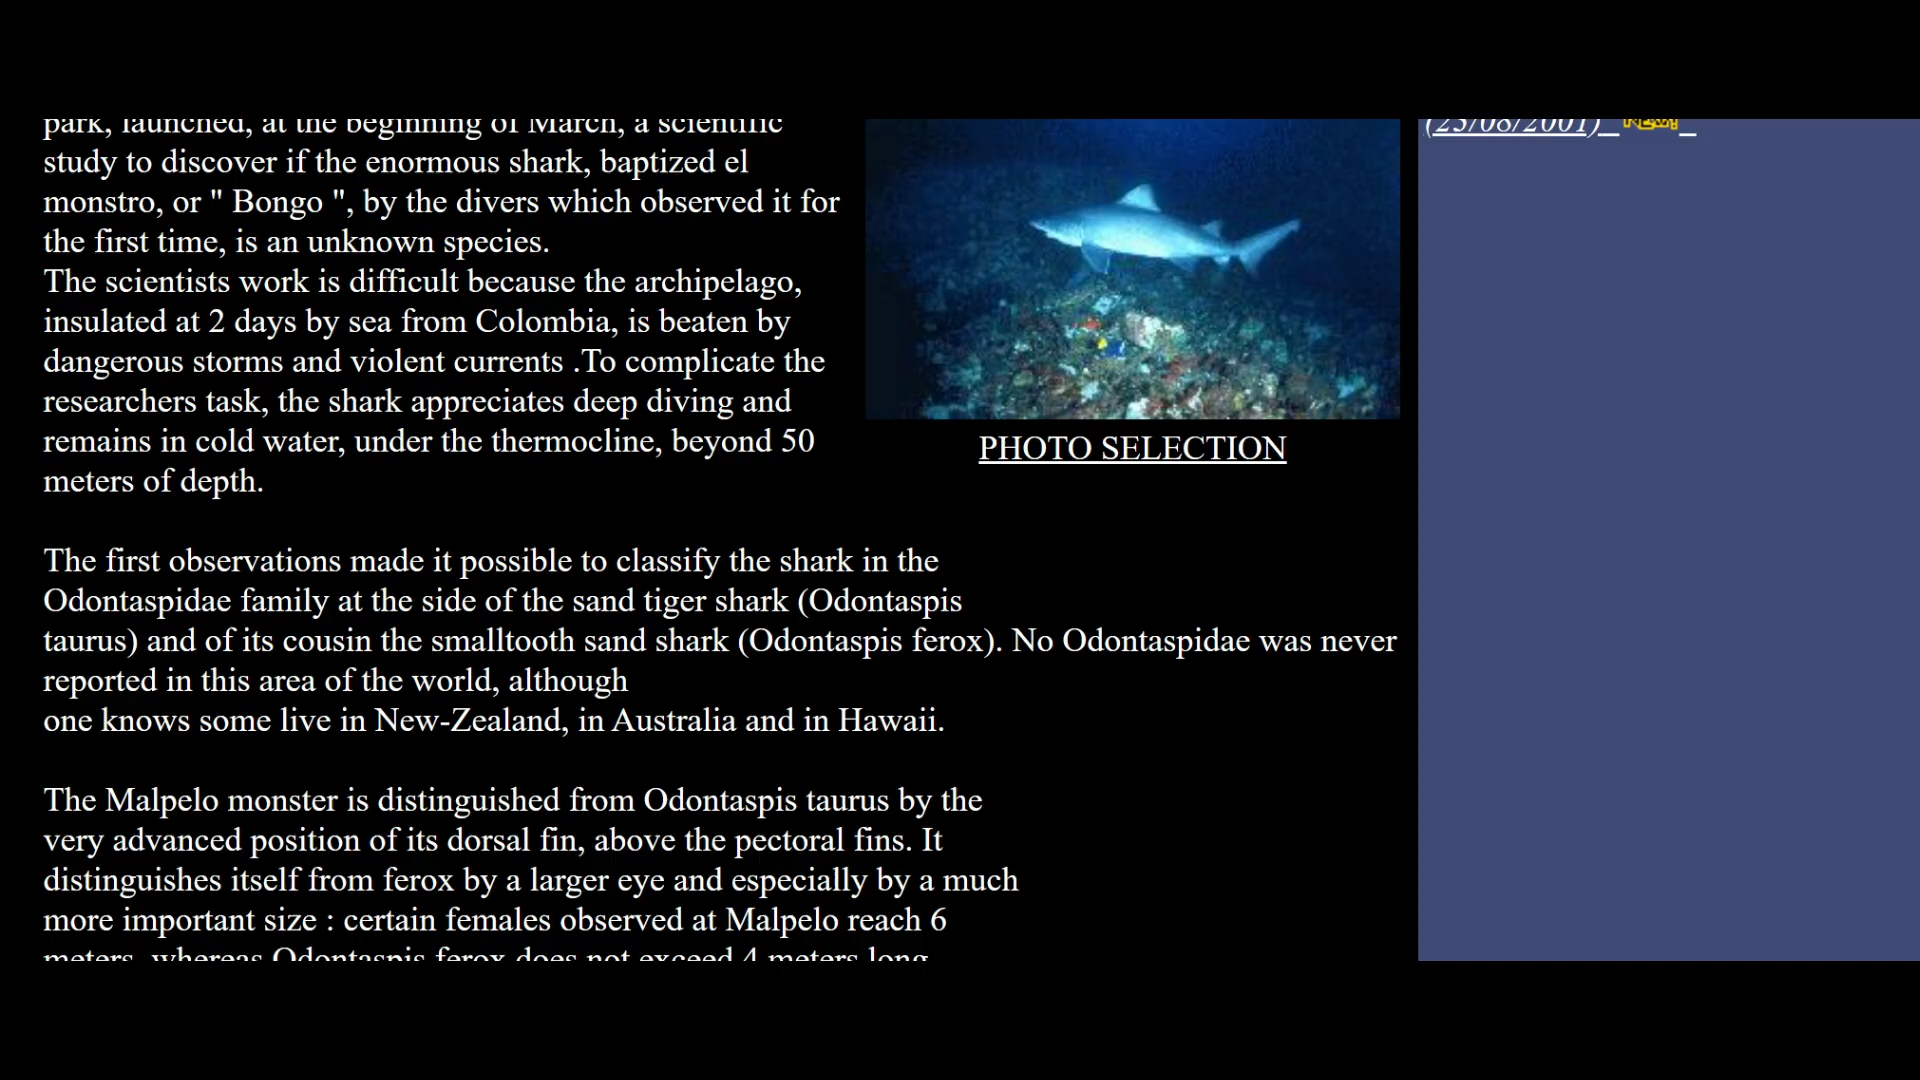 park, launched, at the beginning of March, a scientific
study to discover if the enormous shark, baptized el
monstro, or " Bongo ", by the divers which observed it for
the first time, is an unknown species.
The scientists work is difficult because the archipelago,
insulated at 2 days by sea from Colombia, is beaten by
dangerous storms and violent currents .To complicate the
researchers task, the shark appreciates deep diving and
remains in cold water, under the thermocline, beyond 50
meters of depth.
PHOTO SELECTION
The first observations made it possible to classify the shark in the
Odontaspidae family at the side of the sand tiger shark (Odontaspis
taurus) and of its cousin the smalltooth sand shark (Odontaspis ferox). No Odontaspidae was never
reported in this area of the world, although
one knows some live in New-Zealand, in Australia and in Hawaii.
The Malpelo monster is distinguished from Odontaspis taurus by the
very advanced position of its dorsal fin, above the pectoral fins. It
distinguishes itself from ferox by a larger eye and especially by a much
more important size : certain females observed at Malpelo reach 6
meters, whereas Odontaspis ferox does not exceed 4 meters long
(23/08/2001) NEW!